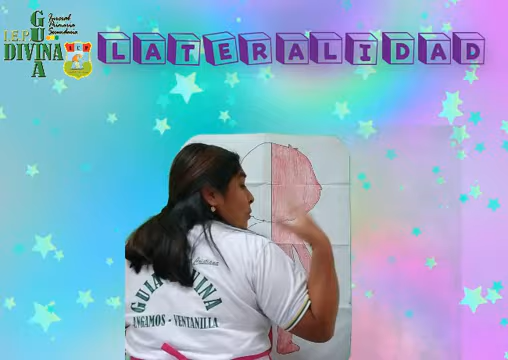 GUIA
Inicial
Primaria
Secundaria
I.E.P.
DIVINA
LATERALIDAD
GUIA DIVINA
ANGAMOS - VENTANILLA